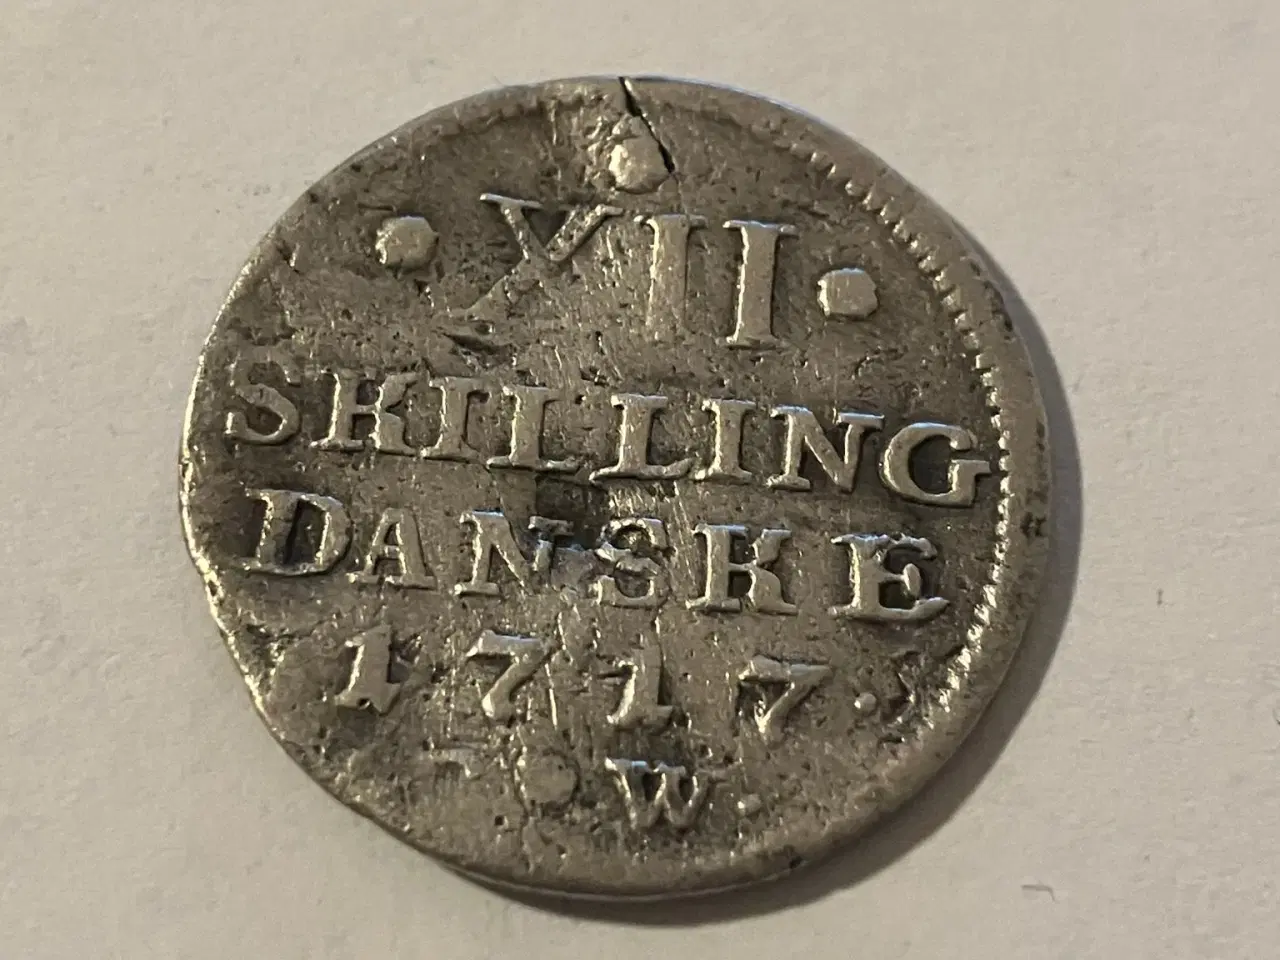 · XII ·
SKILLING
DANSKE
1717.
W.